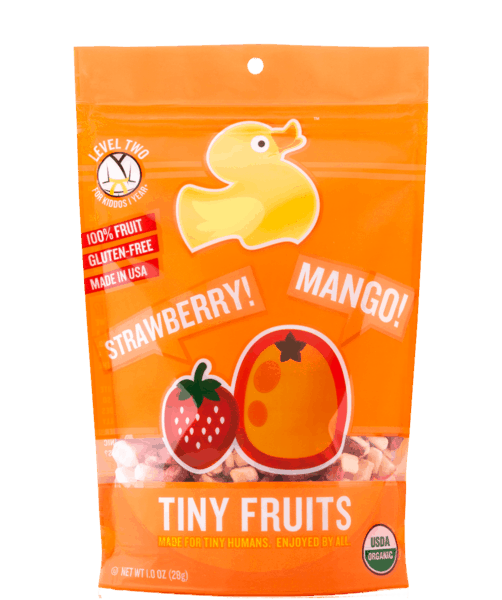 LEVEL TWO
FOR KIDDOS 1 YEAR+
100% FRUIT
GLUTEN-FREE
MADE IN USA
STRAWBERRY!
MANGO!
TINY FRUITS
MADE FOR TINY HUMANS. ENJOYED BY ALL.
USDA
ORGANIC
NET WT 1.0 OZ (28g)